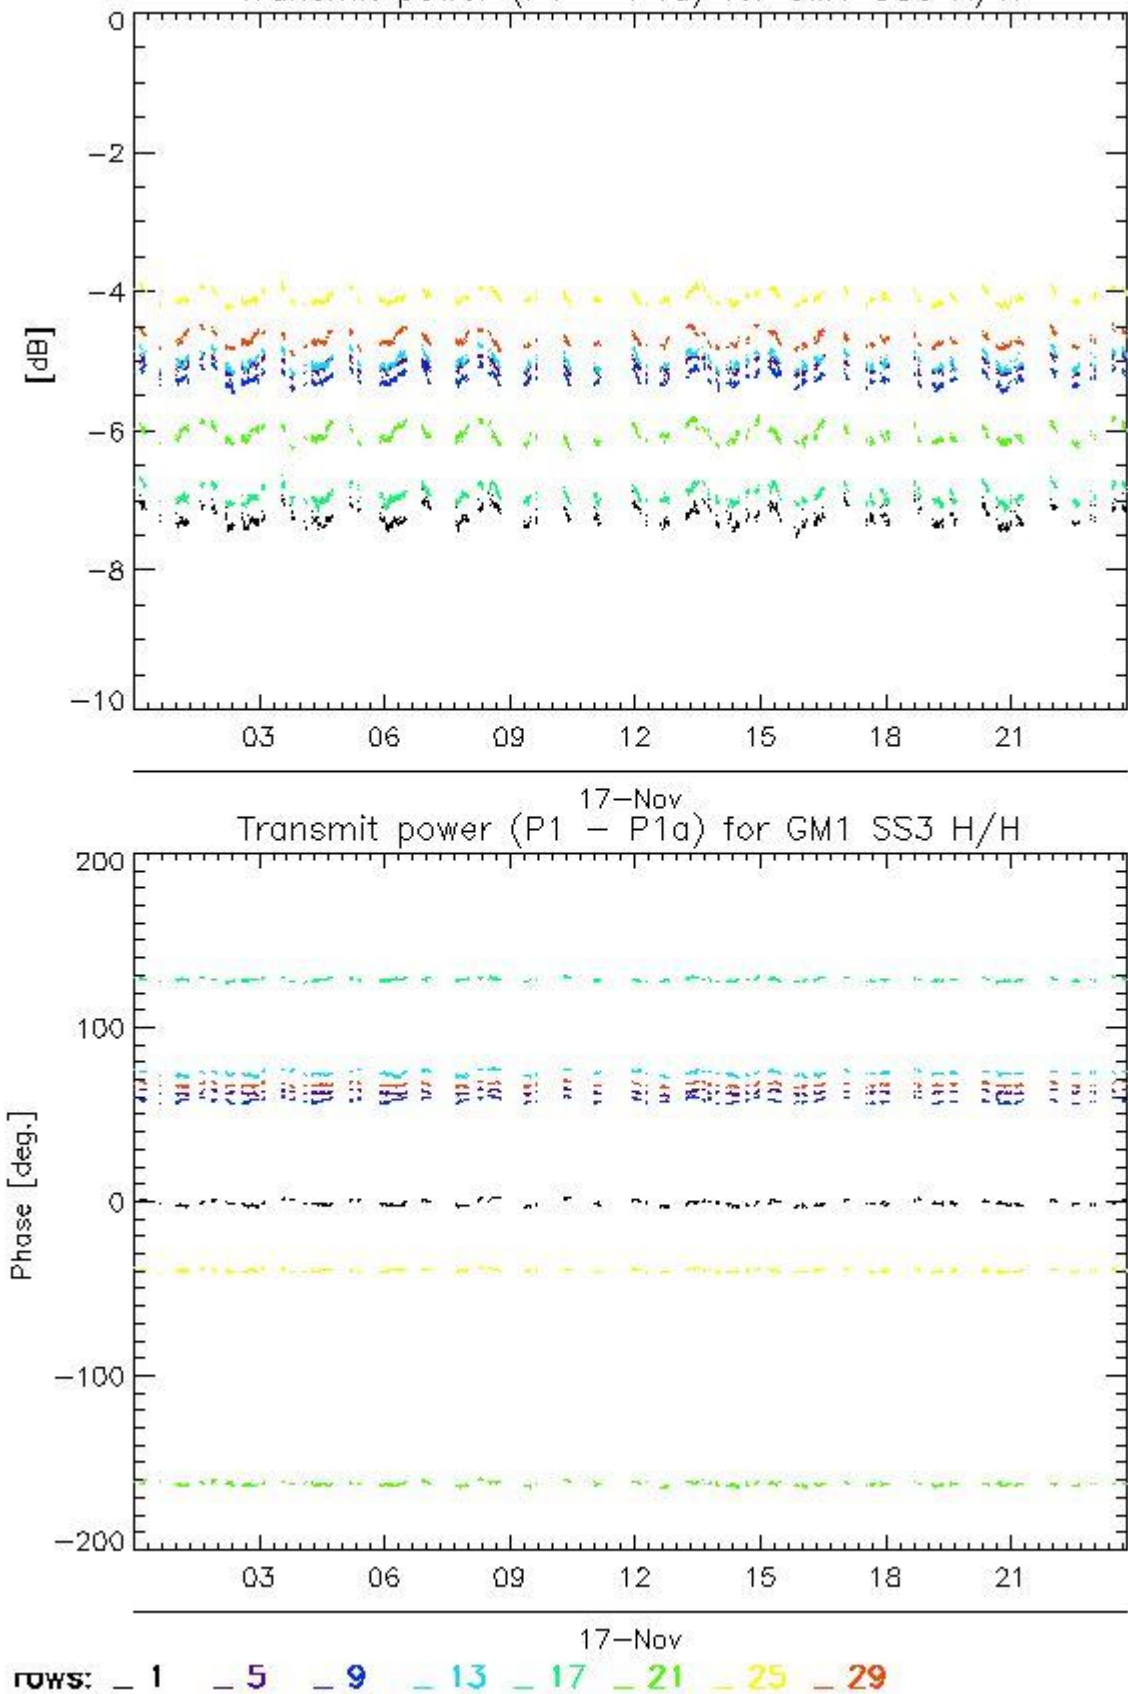 0
−2
−4
[dB]
−6
−8
−10
03 06 09 12 15 18 21
17−Nov
Transmit power (P1 − P1a) for GM1 SS3 H/H
200
100
Phase [deg.]
0
−100
−200
03 06 09 12 15 18 21
17−Nov
rows: _ 1 _ 5 _ 9 _ 13 _ 17 _ 21 _ 25 _ 29